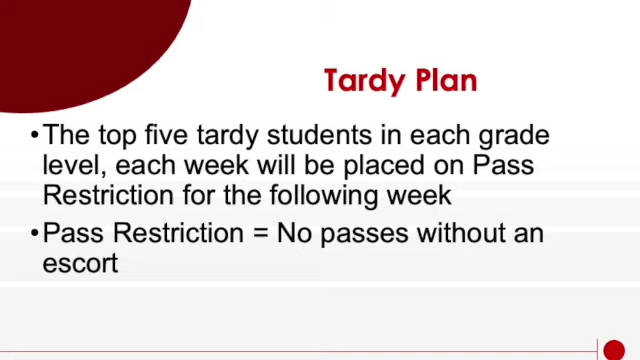 Tardy Plan
•The top five tardy students in each grade
level, each week will be placed on Pass
Restriction for the following week
•Pass Restriction = No passes without an
escort